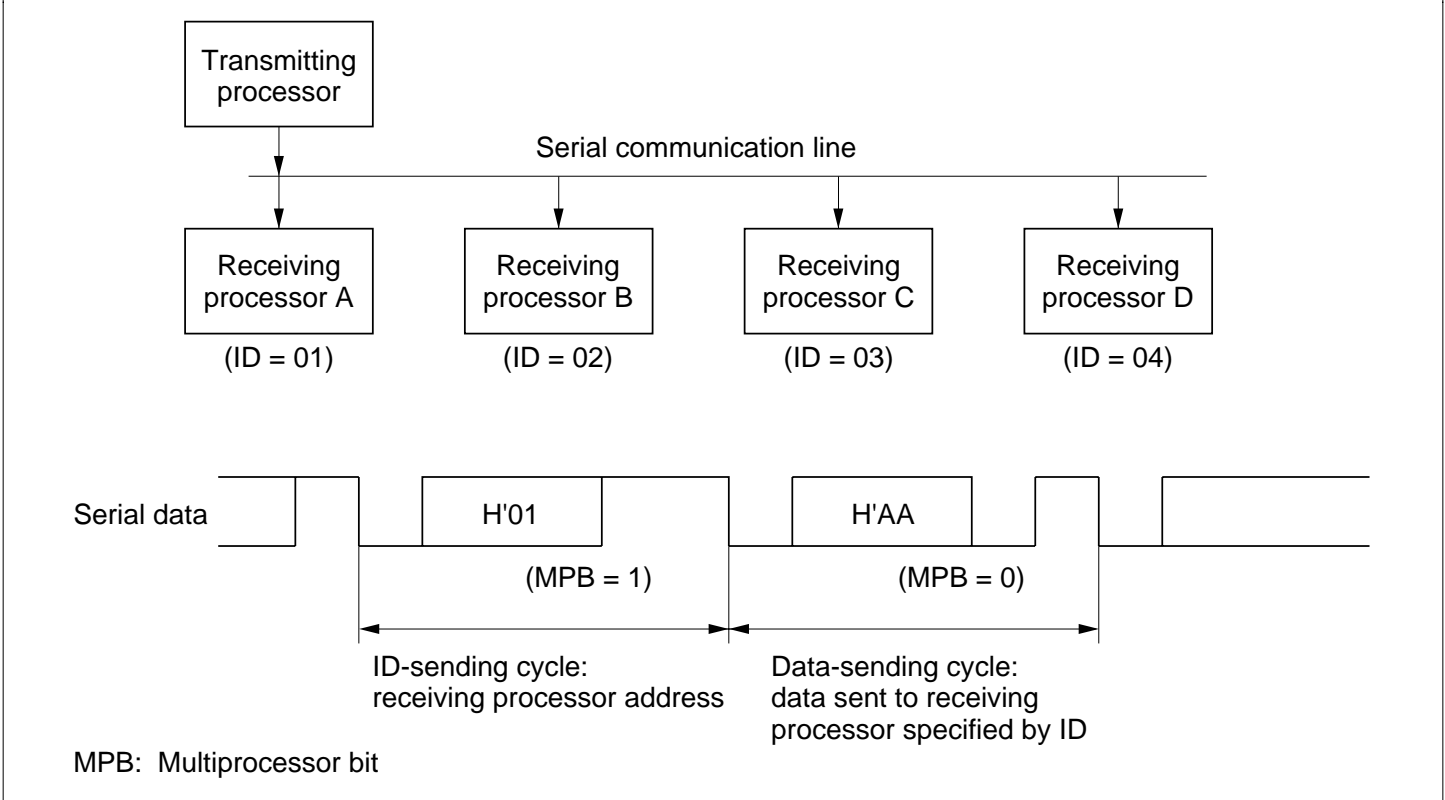 Transmitting
processor
Serial communication line
Receiving
processor A
Receiving
processor B
Receiving
processor C
Receiving
processor D
(ID = 01)
(ID = 02)
(ID = 03)
(ID = 04)
Serial data
H'01
H'AA
(MPB = 1)
(MPB = 0)
ID-sending cycle:
receiving processor address
Data-sending cycle:
data sent to receiving
processor specified by ID
MPB: Multiprocessor bit